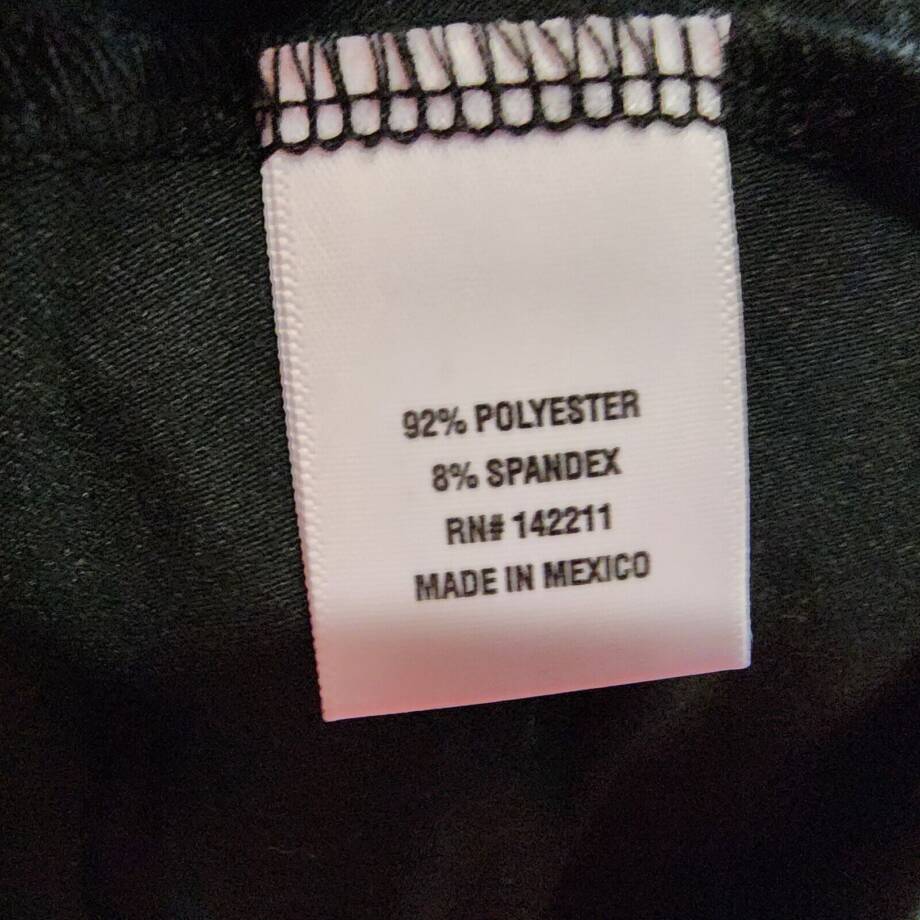 92% POLYESTER
8% SPANDEX
RN# 142211
MADE IN MEXICO